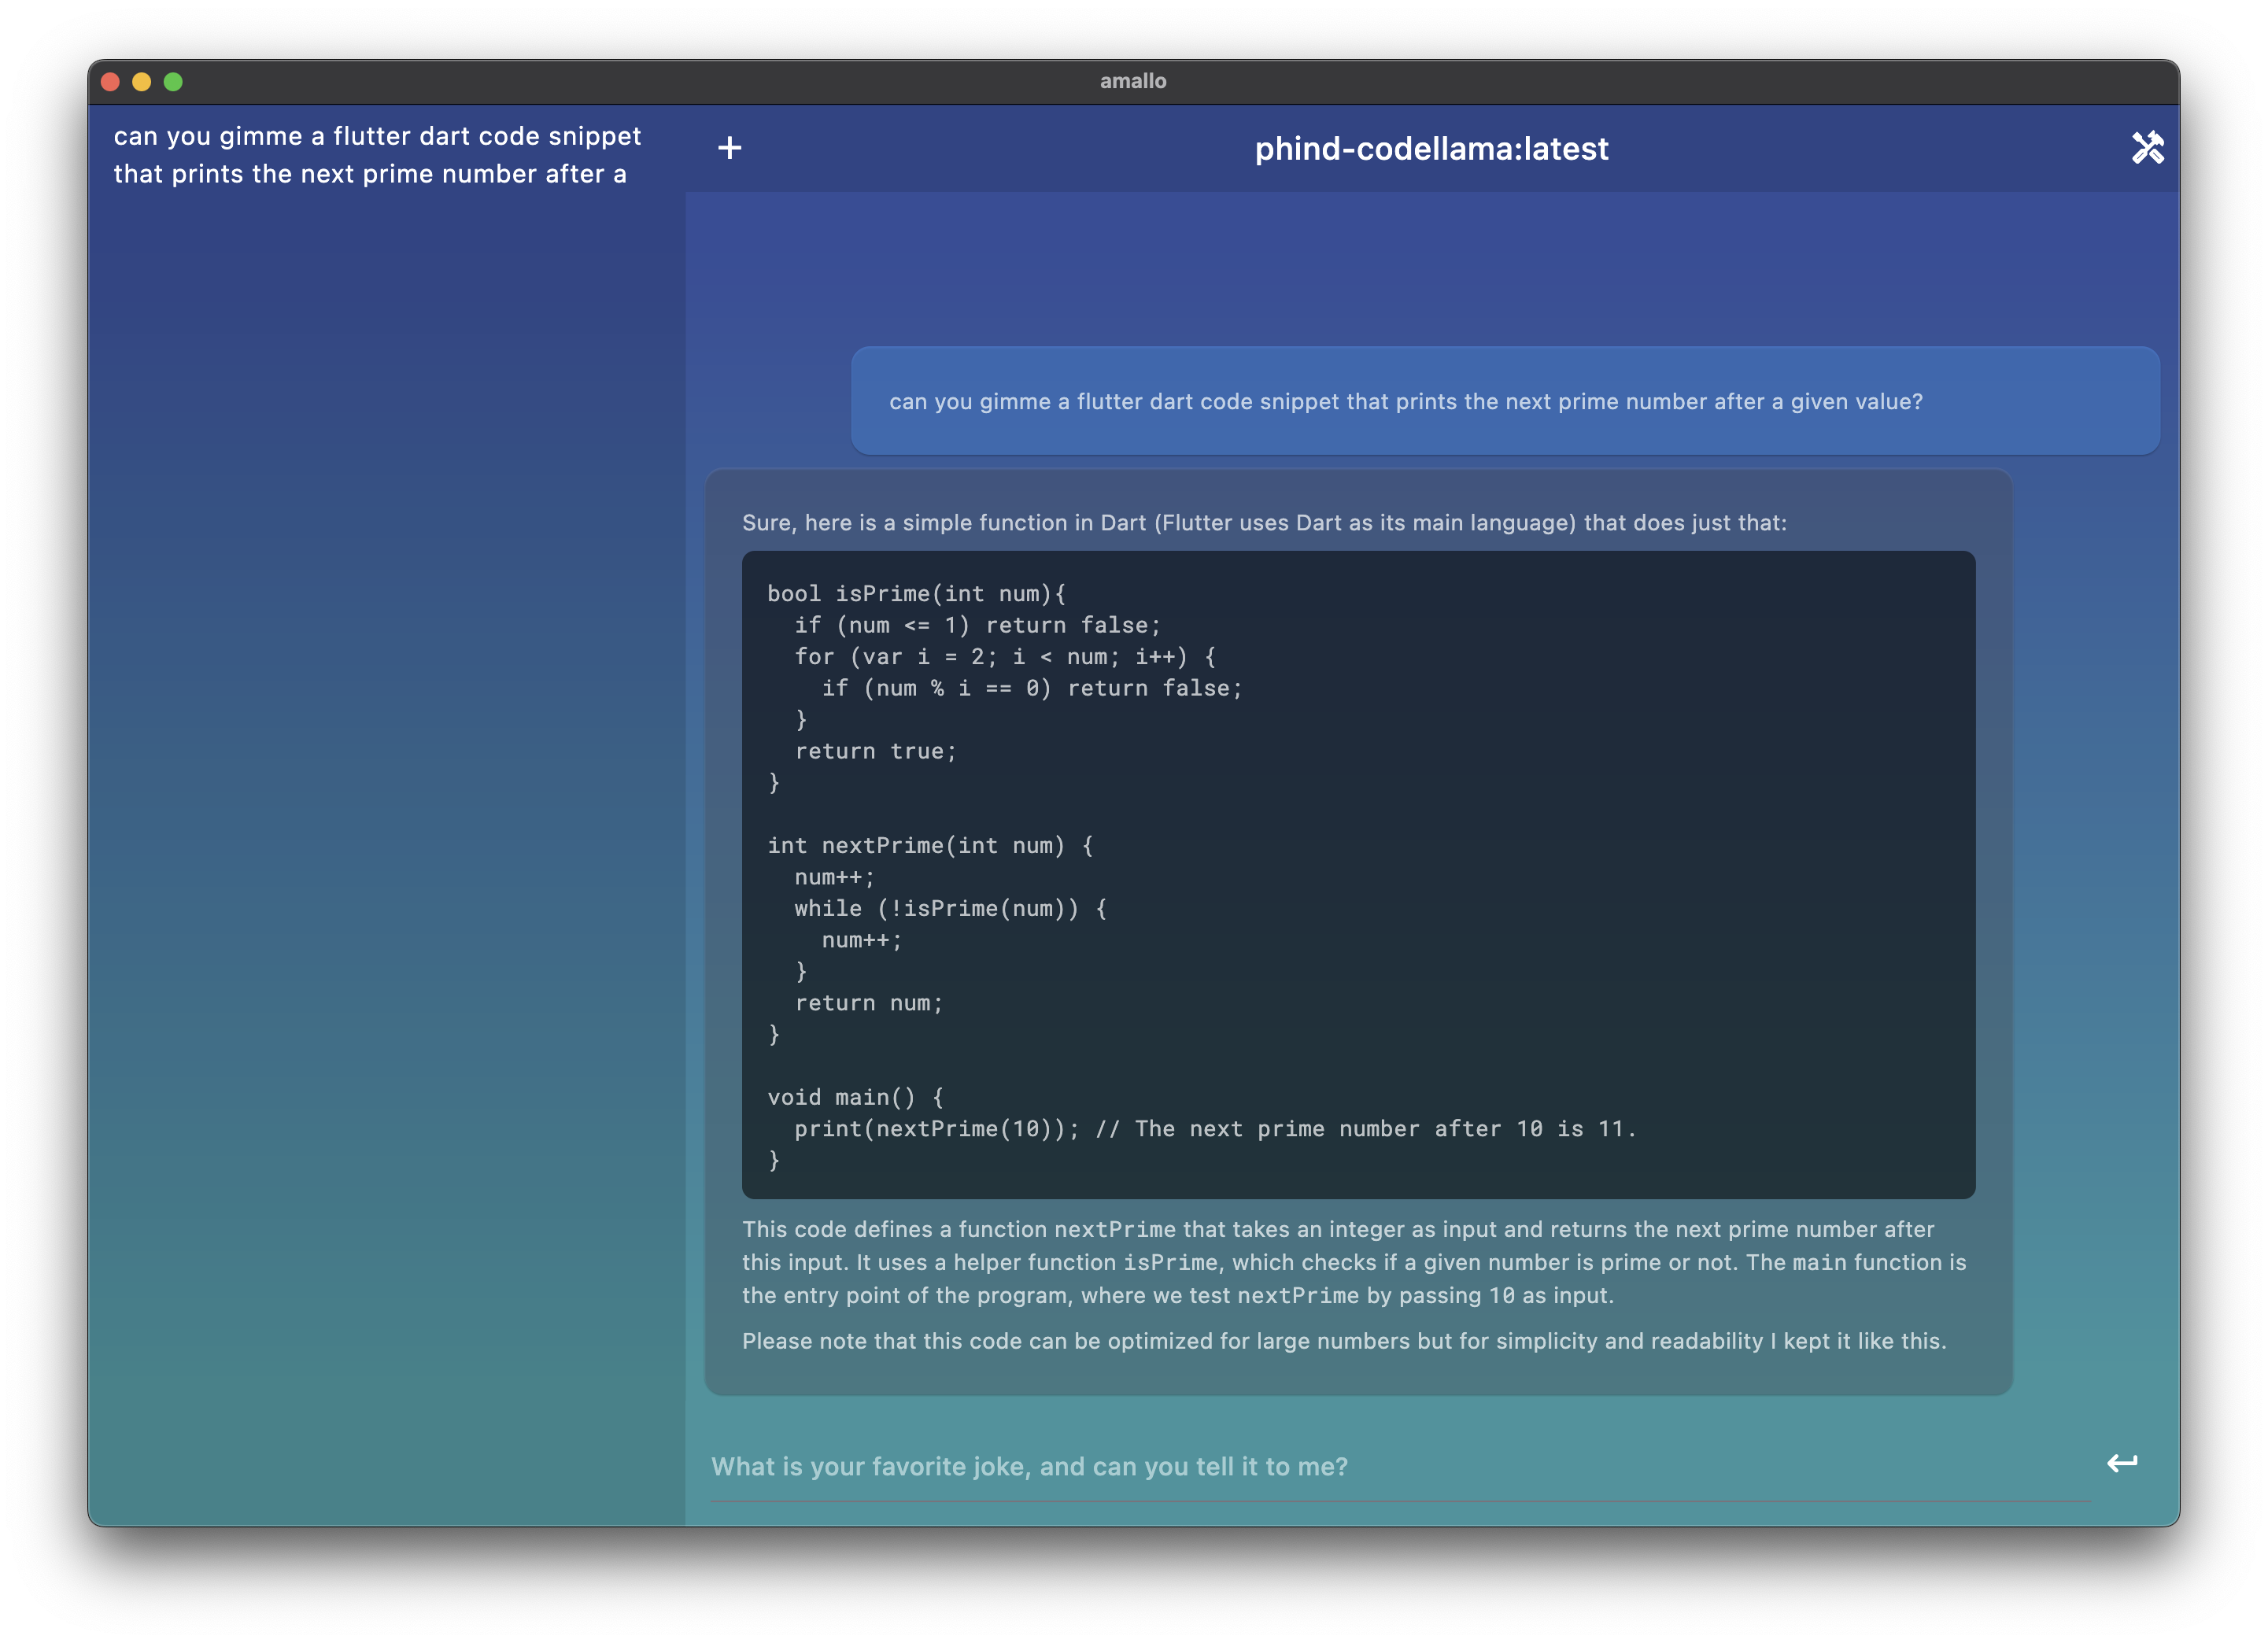 amallo
can you gimme a flutter dart code snippet
that prints the next prime number after a
+
phind-codellama:latest
can you gimme a flutter dart code snippet that prints the next prime number after a given value?
Sure, here is a simple function in Dart (Flutter uses Dart as its main language) that does just that:
bool isPrime(int num){
  if (num <= 1) return false;
  for (var i = 2; i < num; i++) {
    if (num % i == 0) return false;
  }
  return true;
}

int nextPrime(int num) {
  num++;
  while (!isPrime(num)) {
    num++;
  }
  return num;
}

void main() {
  print(nextPrime(10)); // The next prime number after 10 is 11.
}
This code defines a function nextPrime that takes an integer as input and returns the next prime number after
this input. It uses a helper function isPrime, which checks if a given number is prime or not. The main function is
the entry point of the program, where we test nextPrime by passing 10 as input.
Please note that this code can be optimized for large numbers but for simplicity and readability I kept it like this.
What is your favorite joke, and can you tell it to me?